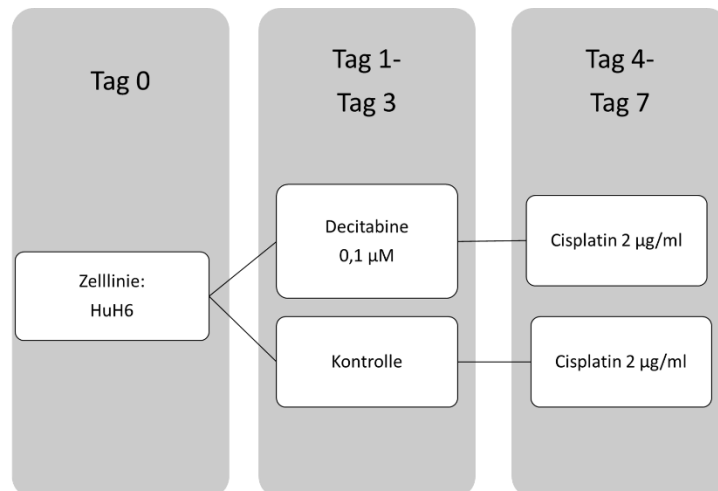 Tag 0
Tag 1-
Tag 3
Tag 4-
Tag 7
Zelllinie:
HuH6
Decitabine
0,1 µM
Kontrolle
Cisplatin 2 µg/ml
Cisplatin 2 µg/ml